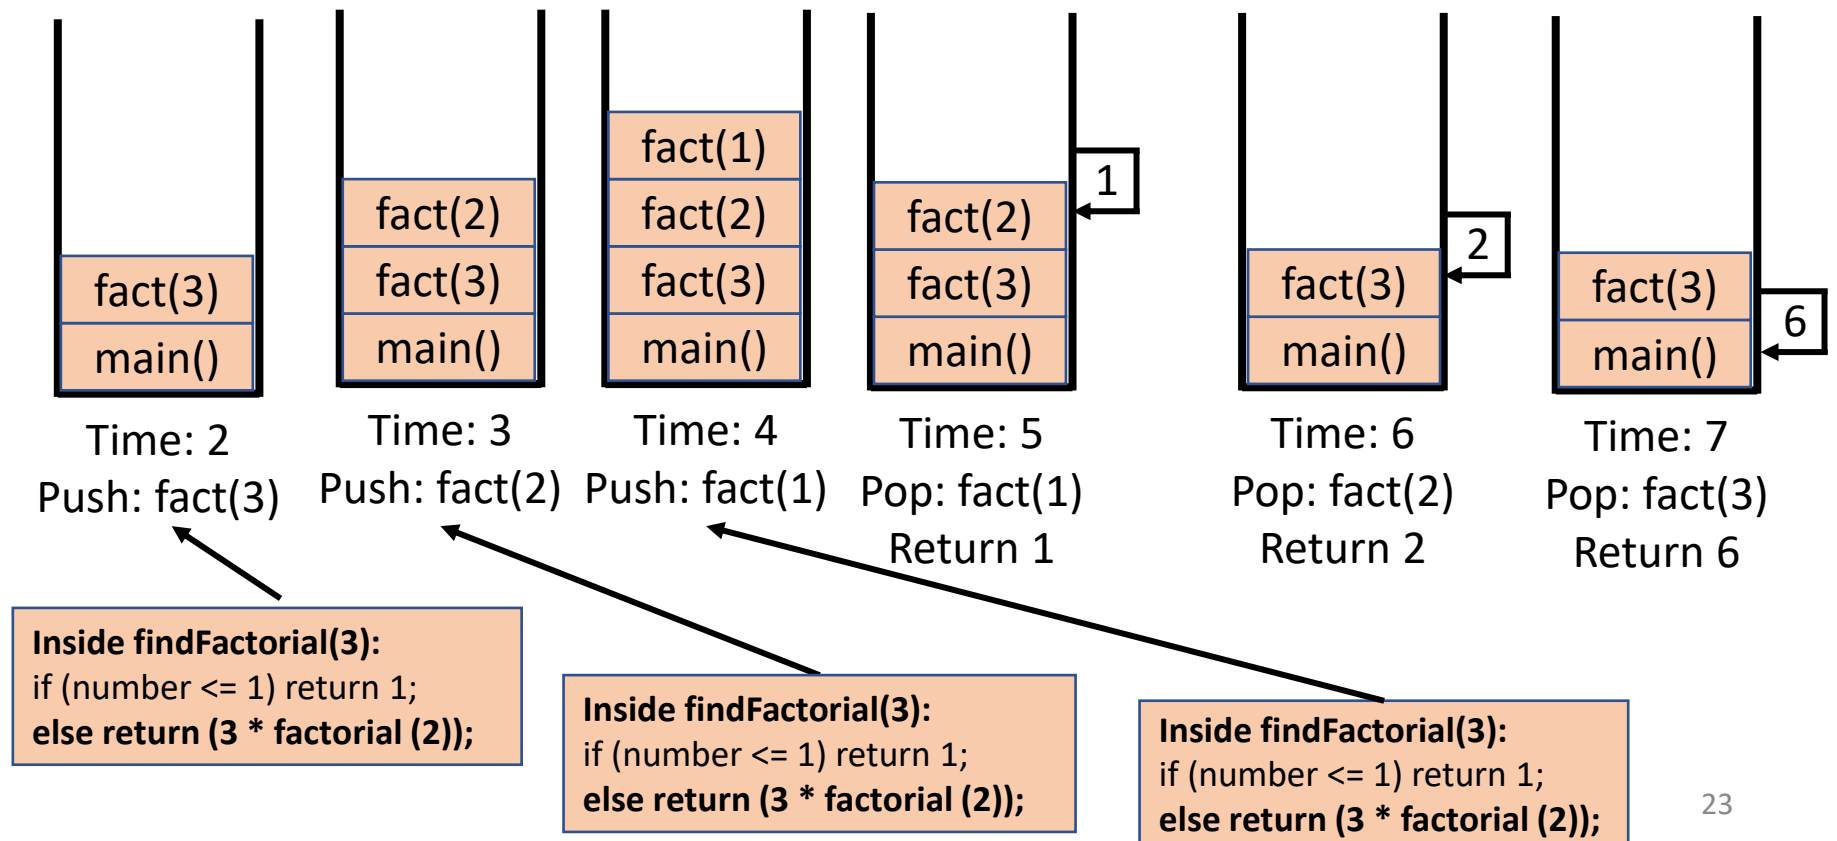 fact(3)
main()
Time: 2
Push: fact(3)
fact(2)
fact(3)
main()
Time: 3
Push: fact(2)
fact(1)
fact(2)
fact(3)
main()
Time: 4
Push: fact(1)
fact(2)
fact(3)
main()
1
Time: 5
Pop: fact(1)
Return 1
fact(3)
main()
2
Time: 6
Pop: fact(2)
Return 2
fact(3)
main()
6
Time: 7
Pop: fact(3)
Return 6
Inside findFactorial(3):
if (number <= 1) return 1;
else return (3 * factorial (2));
Inside findFactorial(3):
if (number <= 1) return 1;
else return (3 * factorial (2));
Inside findFactorial(3):
if (number <= 1) return 1;
else return (3 * factorial (2));
23